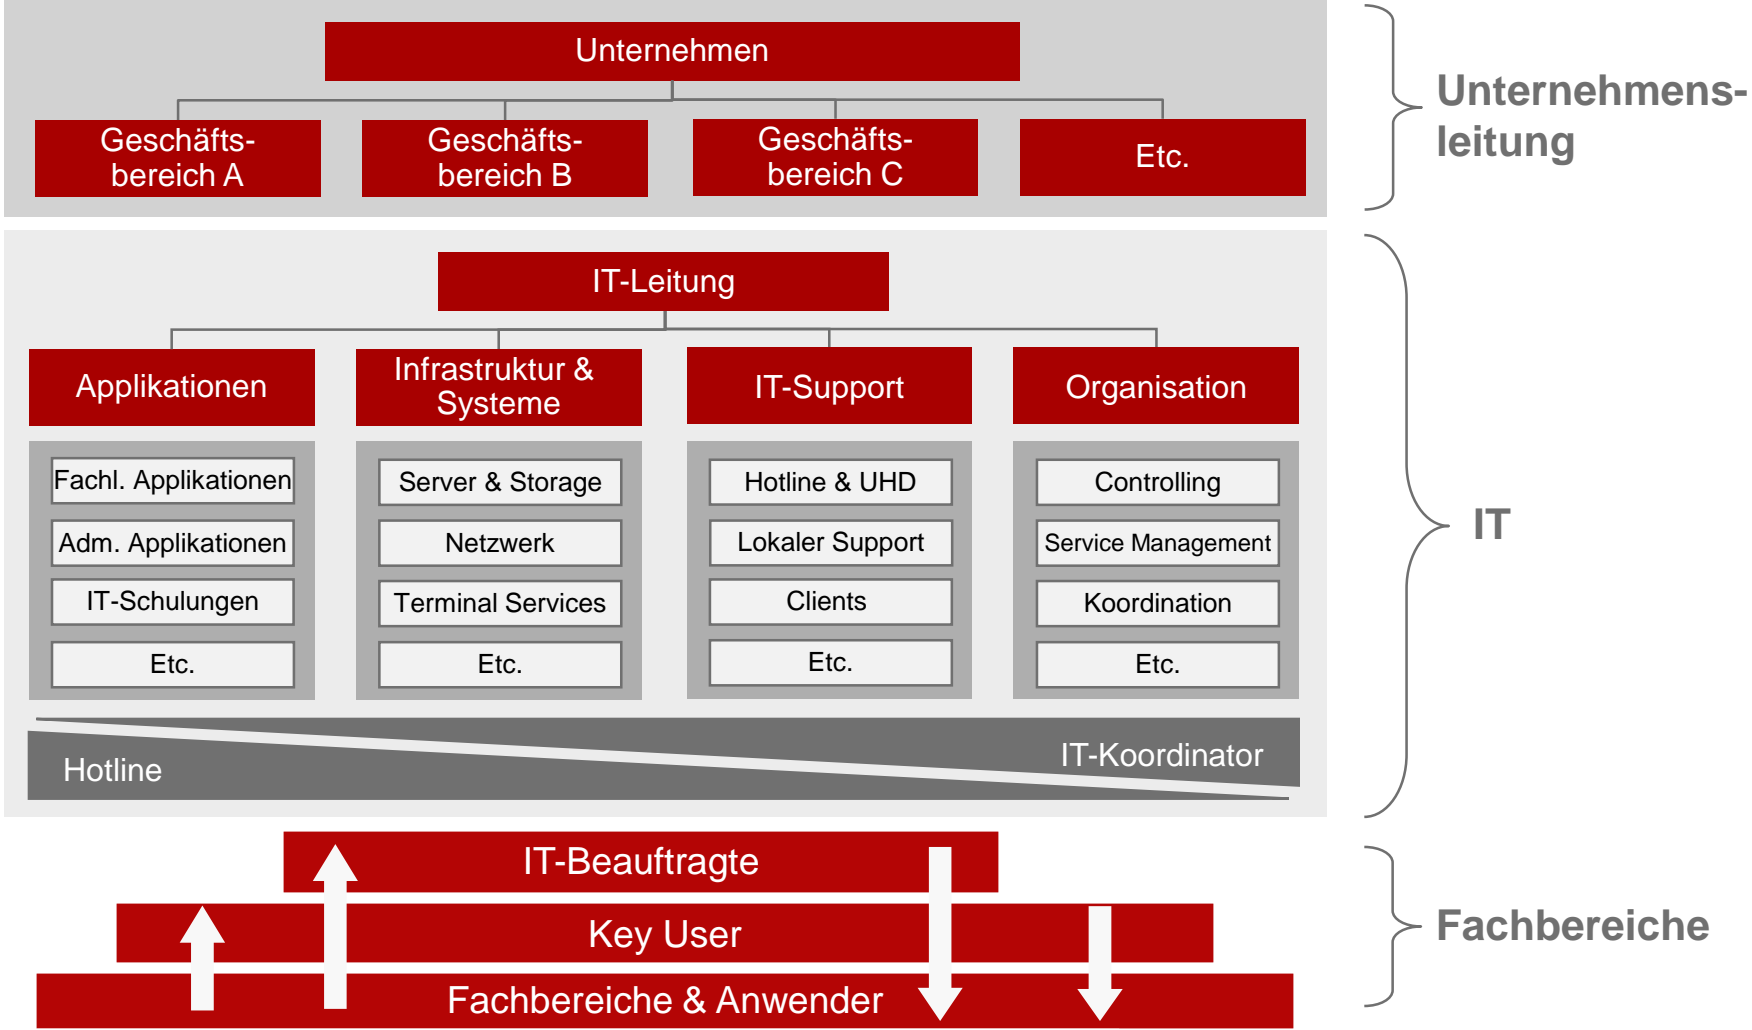 Unternehmen
Geschäfts-
bereich A
Geschäfts-
bereich B
Geschäfts-
bereich C
Etc.
Unternehmens-
leitung
IT-Leitung
Applikationen
Infrastruktur &
Systeme
IT-Support
Organisation
Fachl. Applikationen
Adm. Applikationen
IT-Schulungen
Etc.
Server & Storage
Netzwerk
Terminal Services
Etc.
Hotline & UHD
Lokaler Support
Clients
Etc.
Controlling
Service Management
Koordination
Etc.
Hotline
IT-Koordinator
IT
IT-Beauftragte
Key User
Fachbereiche & Anwender
Fachbereiche